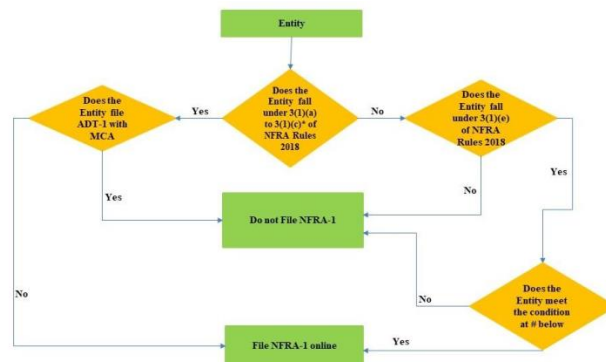 Entity
Does the
Entity file
ADT-1 with
MCA
Yes
Does the
Entity fall
under 3(1)(a)
to 3(1)(c)* of
NFRA Rules
2018
No
Does the
Entity fall
under 3(1)(e)
of NFRA
Rules 2018
Yes
No
Yes
Do not File NFRA-1
No
No
Does the
Entity meet
the condition
at # below
Yes
File NFRA-1 online